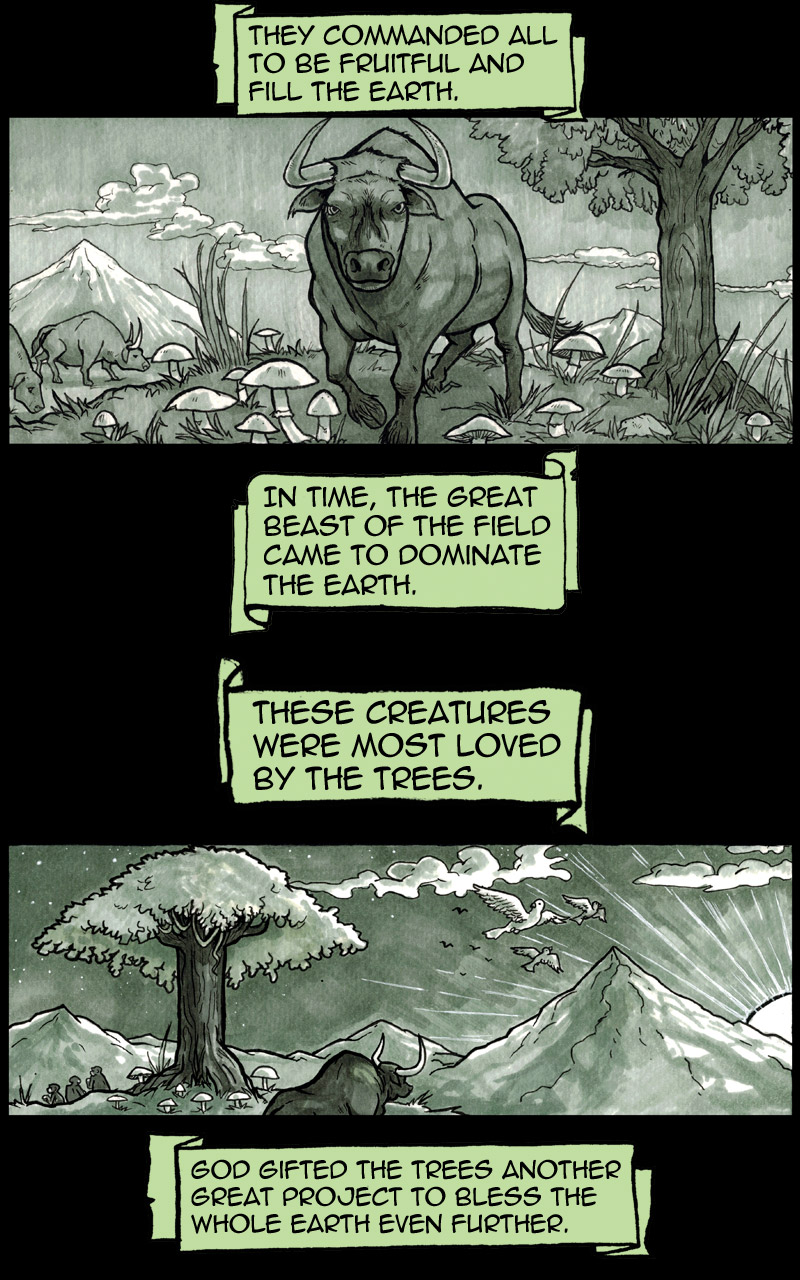 THEY COMMANDED ALL
TO BE FRUITFUL AND
FILL THE EARTH.
IN TIME, THE GREAT
BEAST OF THE FIELD
CAME TO DOMINATE
THE EARTH.
THESE CREATURES
WERE MOST LOVED
BY THE TREES.
GOD GIFTED THE TREES ANOTHER
GREAT PROJECT TO BLESS THE
WHOLE EARTH EVEN FURTHER.